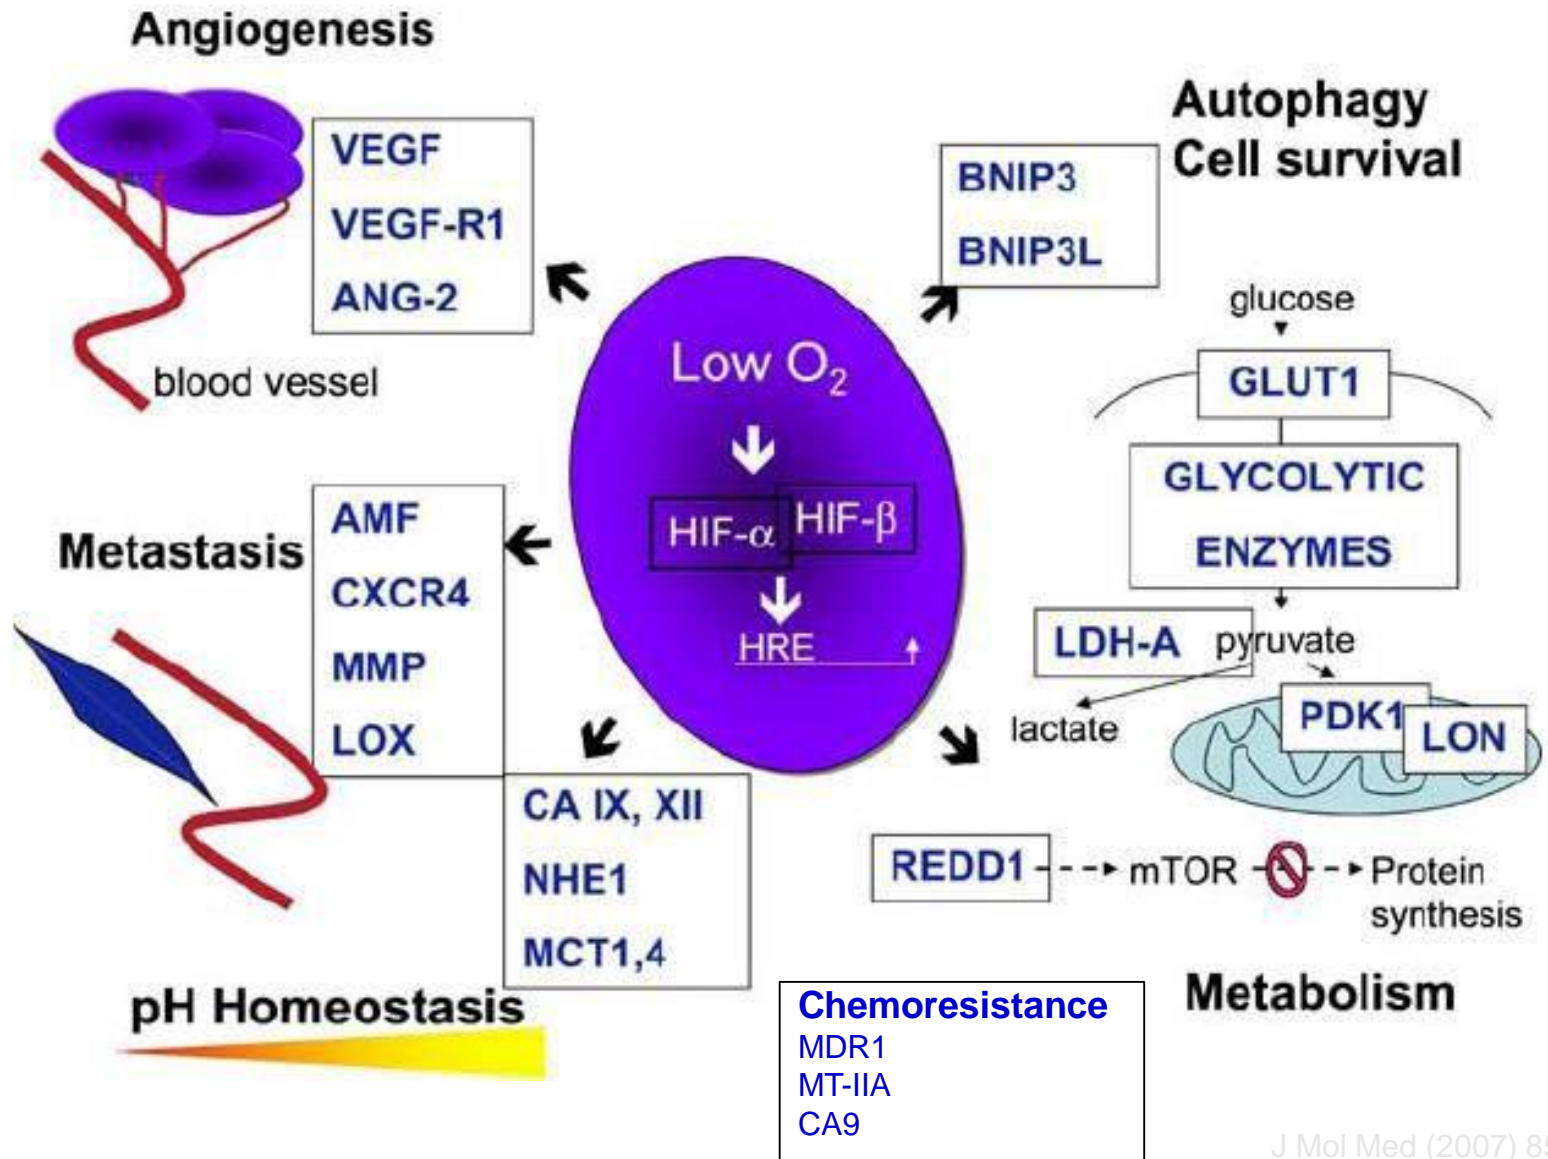 Angiogenesis
VEGF
VEGF-R1
ANG-2
blood vessel
Autophagy
Cell survival
BNIP3
BNIP3L
Low O₂
HIF-α
HIF-β
HRE
glucose
GLUT1
GLYCOLYTIC
ENZYMES
LDH-A
pyruvate
lactate
PDK1
LON
REDD1
mTOR
Protein
synthesis
Metabolism
Metastasis
AMF
CXCR4
MMP
LOX
CA IX, XII
NHE1
MCT1,4
pH Homeostasis
Chemoresistance
MDR1
MT-IIA
CA9
J Mol Med (2007) 85